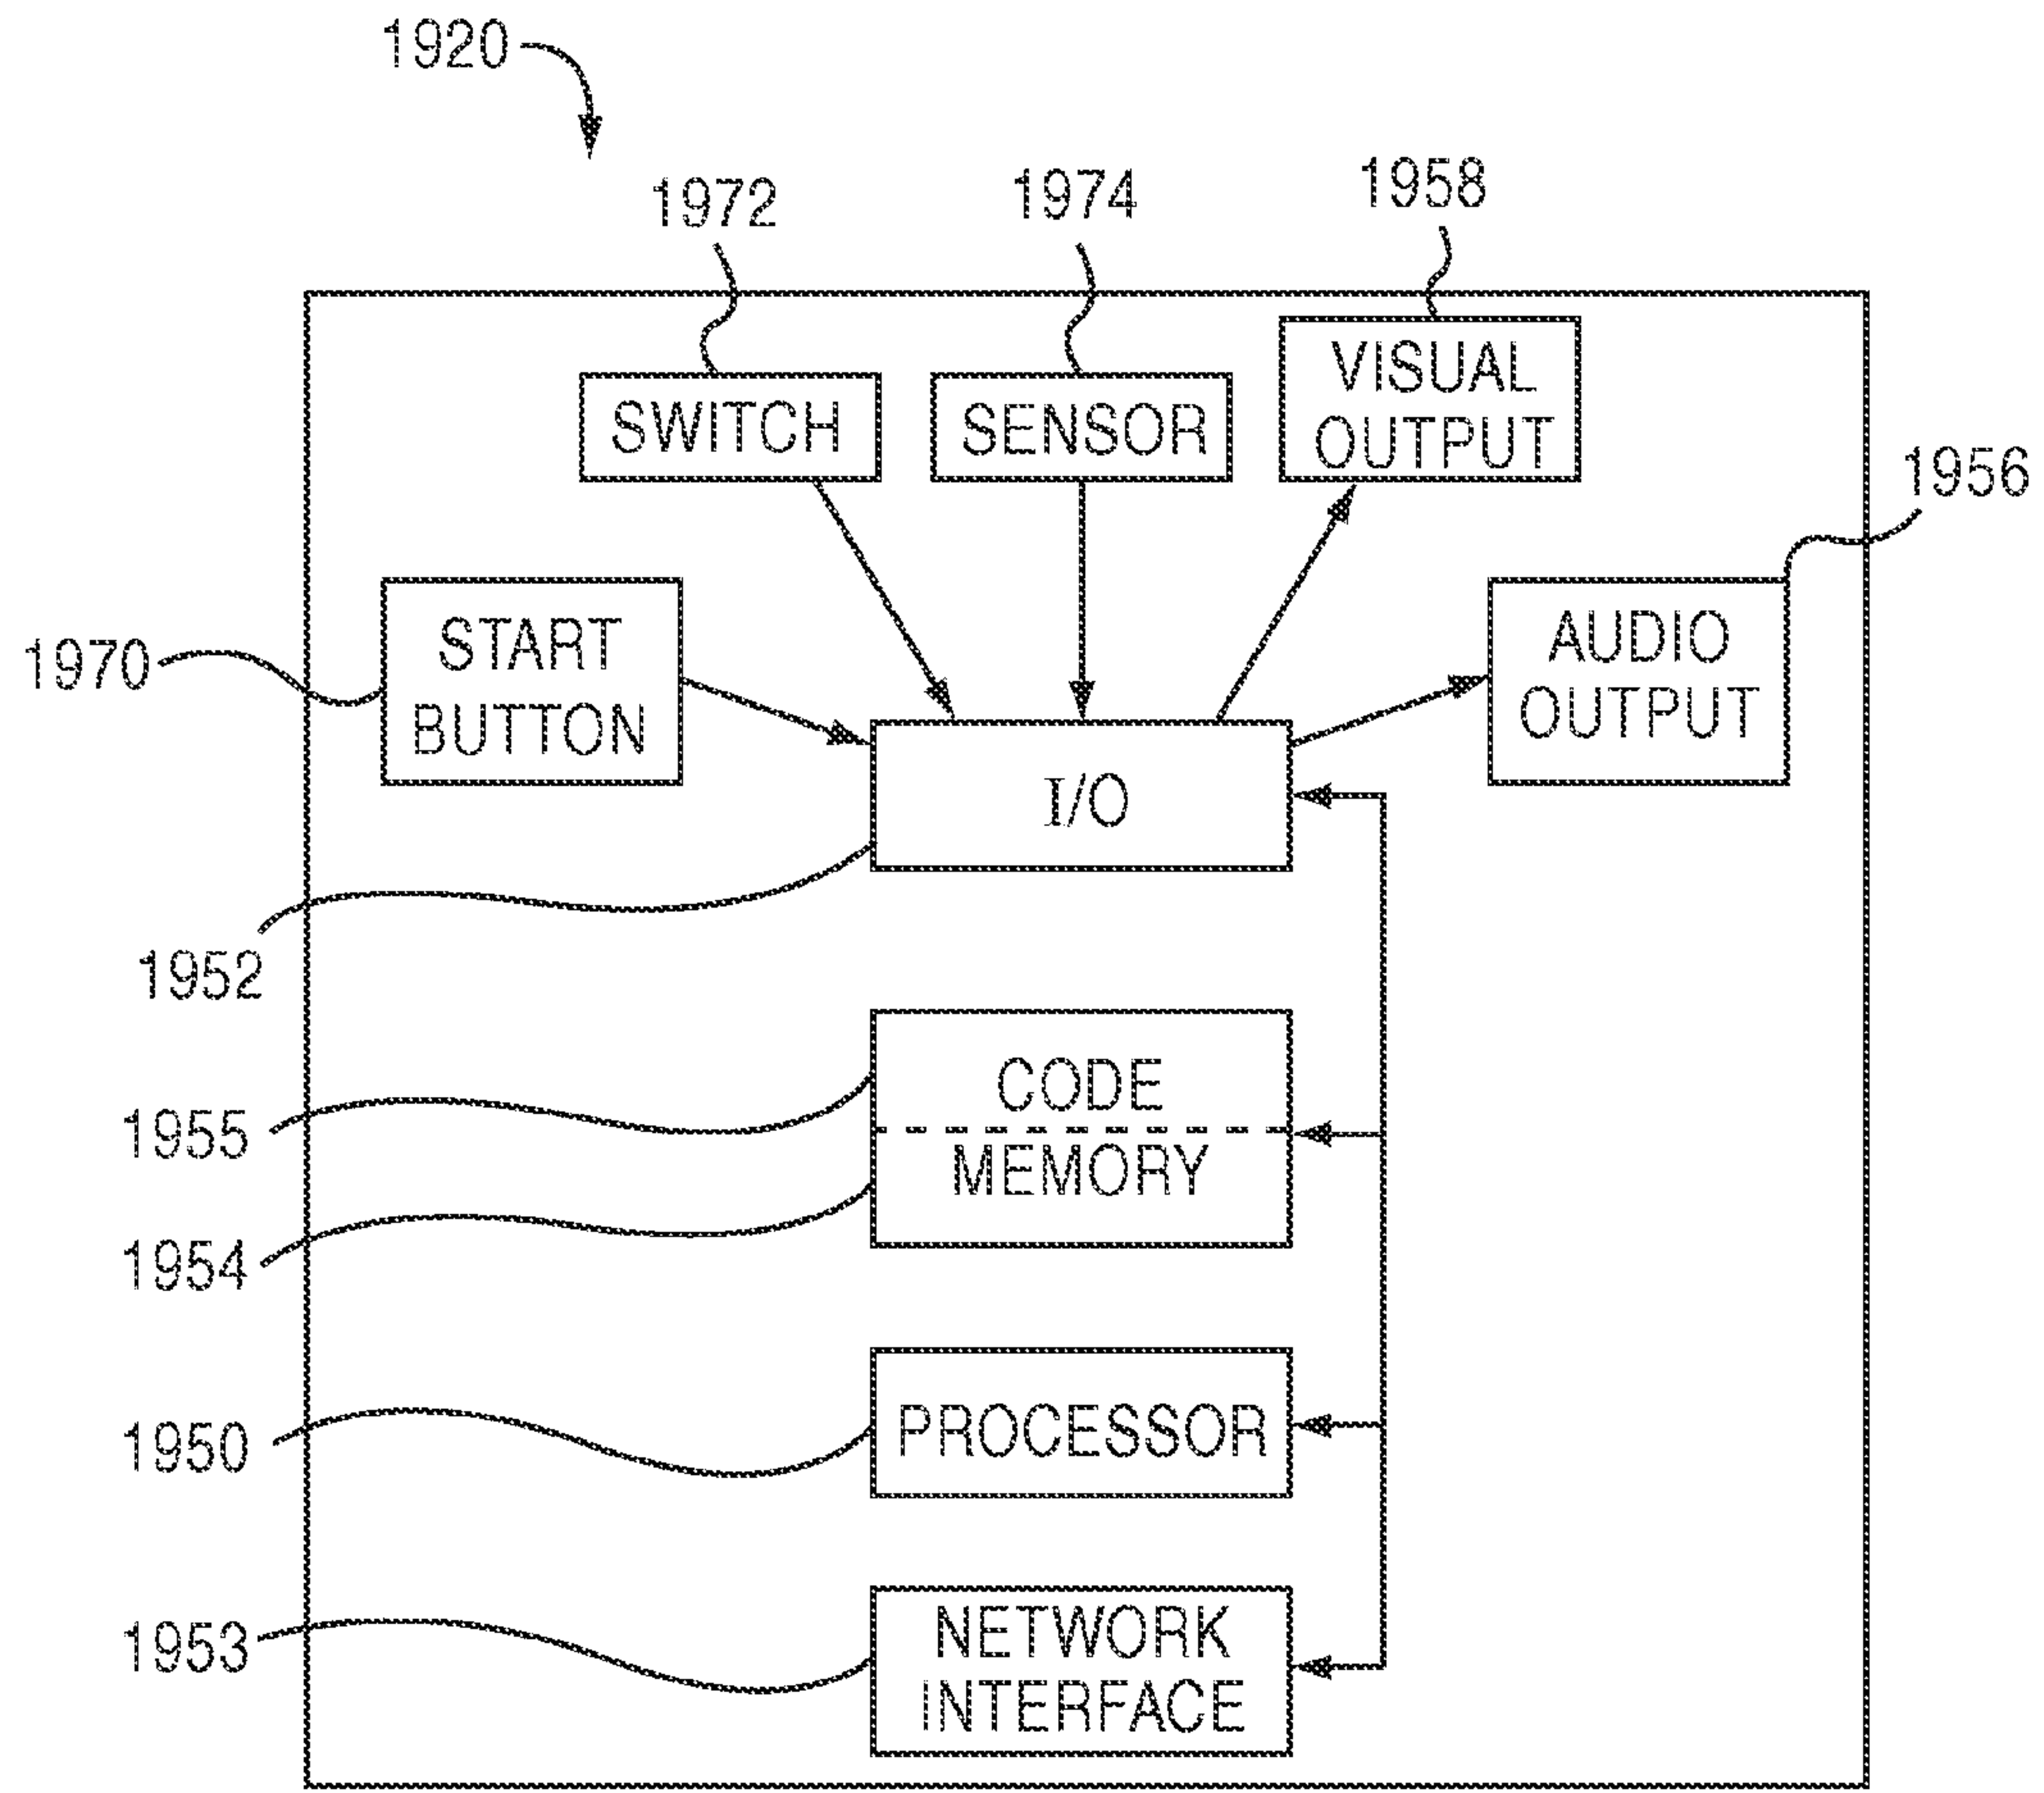 1920
1972
1974
1958
SWITCH
SENSOR
VISUAL
OUTPUT
1956
1970
START
BUTTON
AUDIO
OUTPUT
I/O
1952
CODE
1955
MEMORY
1954
PROCESSOR
1950
NETWORK
INTERFACE
1953